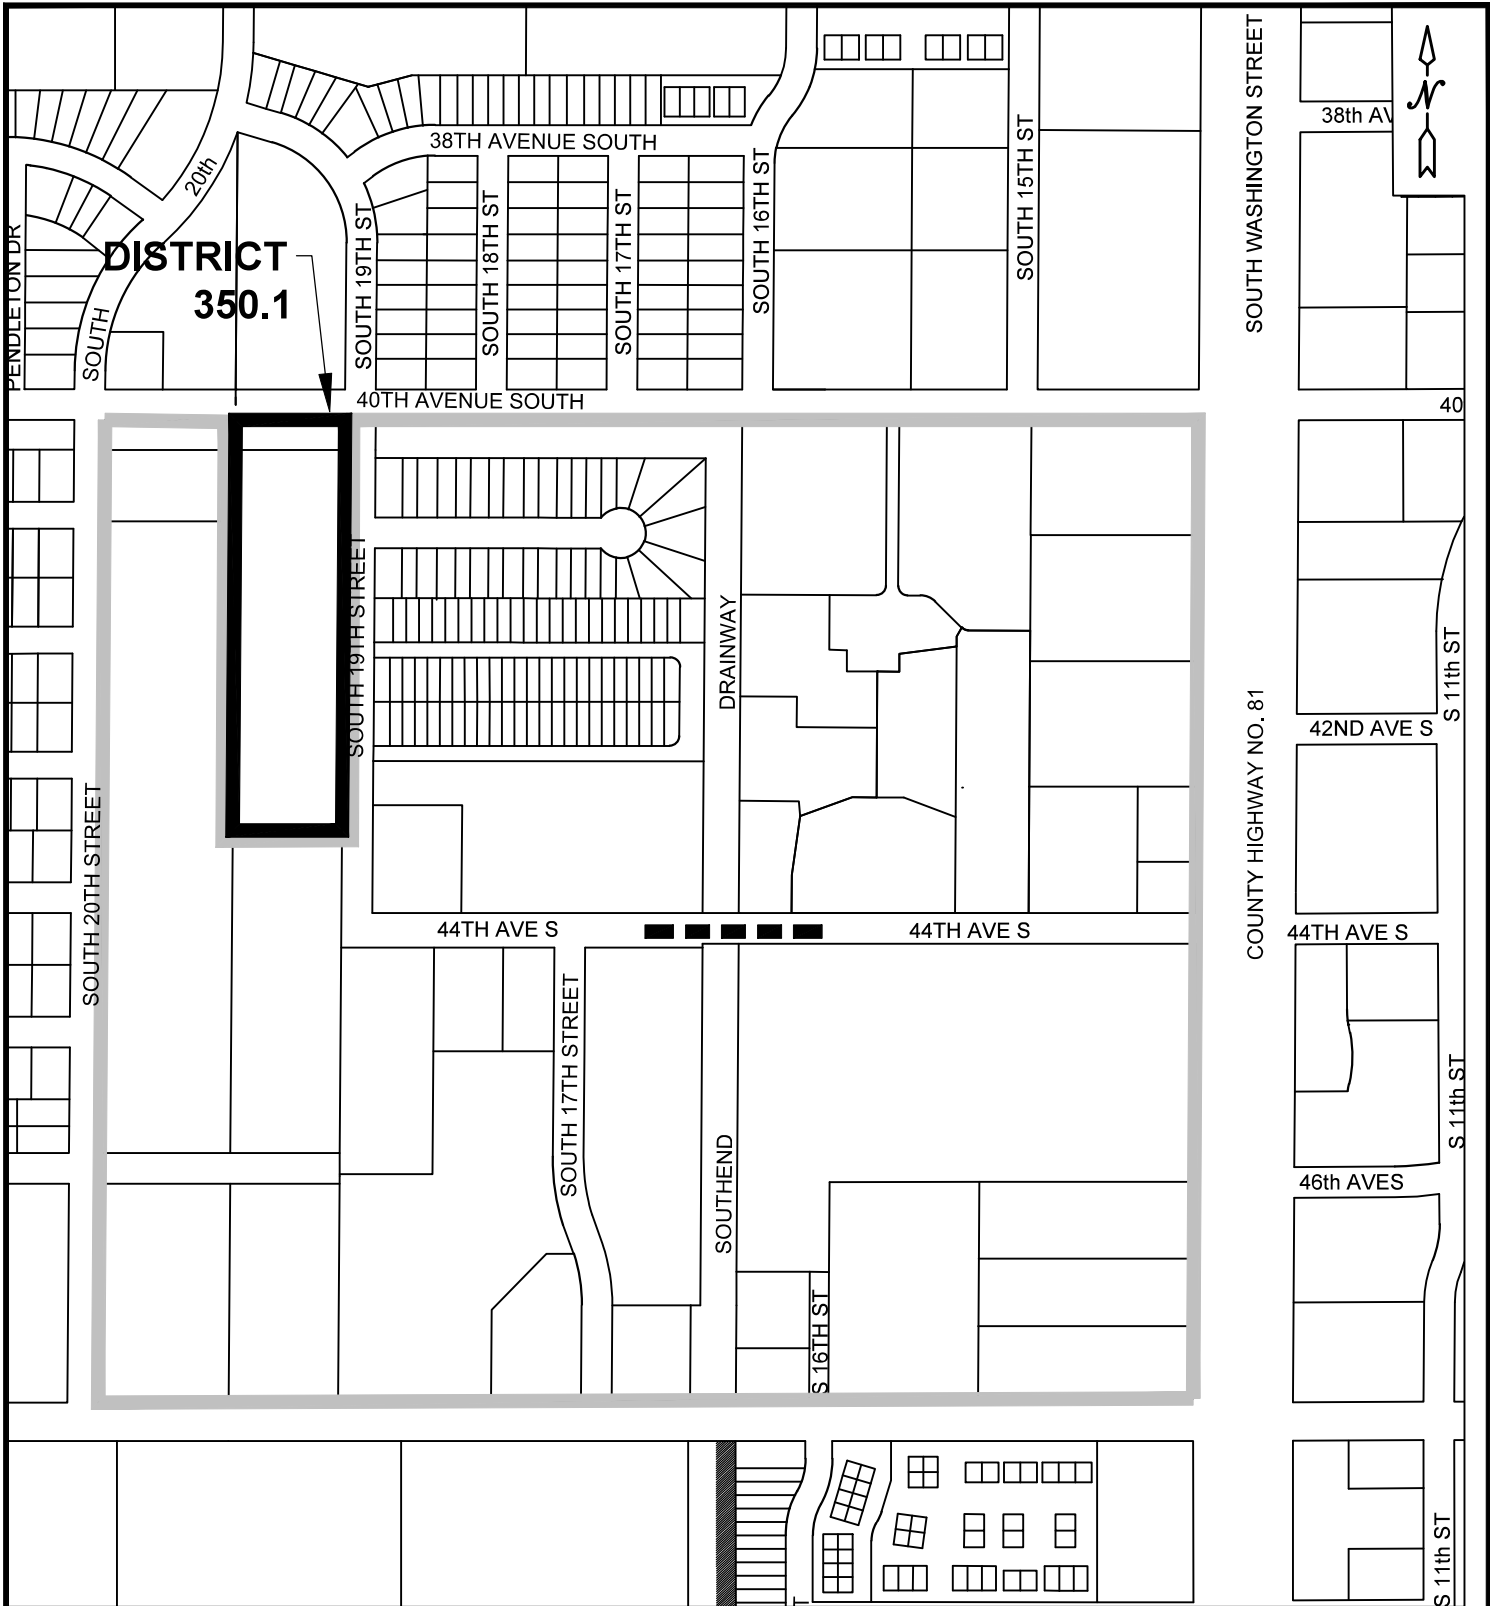 SOUTH WASHINGTON STREET
38th AV
N
38TH AVENUE SOUTH
20th
SOUTH
PENDLETON DR
DISTRICT
350.1
SOUTH 19TH ST
SOUTH 18TH ST
SOUTH 17TH ST
SOUTH 16TH ST
SOUTH 15TH ST
40TH AVENUE SOUTH
40
SOUTH 19TH STREET
DRAINWAY
S 11th ST
42ND AVE S
COUNTY HIGHWAY NO. 81
SOUTH 20TH STREET
44TH AVE S
44TH AVE S
44TH AVE S
SOUTH 17TH STREET
SOUTHEND
S 11th ST
46th AVES
S 16TH ST
S 11th ST
T